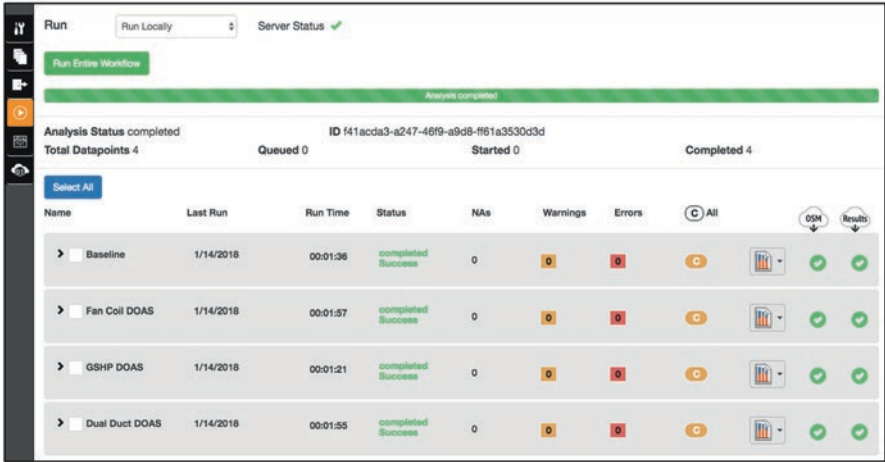 Run Run Locally Server Status
Run Entire Workflow
Analysis completed
Analysis Status completed ID f41acda3-a247-46f9-a9d8-ff61a3530d3d
Total Datapoints 4 Queued 0 Started 0 Completed 4
Select All
Name Last Run Run Time Status NAs Warnings Errors C All OSM Results
Baseline 1/14/2018 00:01:36 completed Success 0 0 0 C
Fan Coil DOAS 1/14/2018 00:01:57 completed Success 0 0 0 C
GSHP DOAS 1/14/2018 00:01:21 completed Success 0 0 0 C
Dual Duct DOAS 1/14/2018 00:01:55 completed Success 0 0 0 C